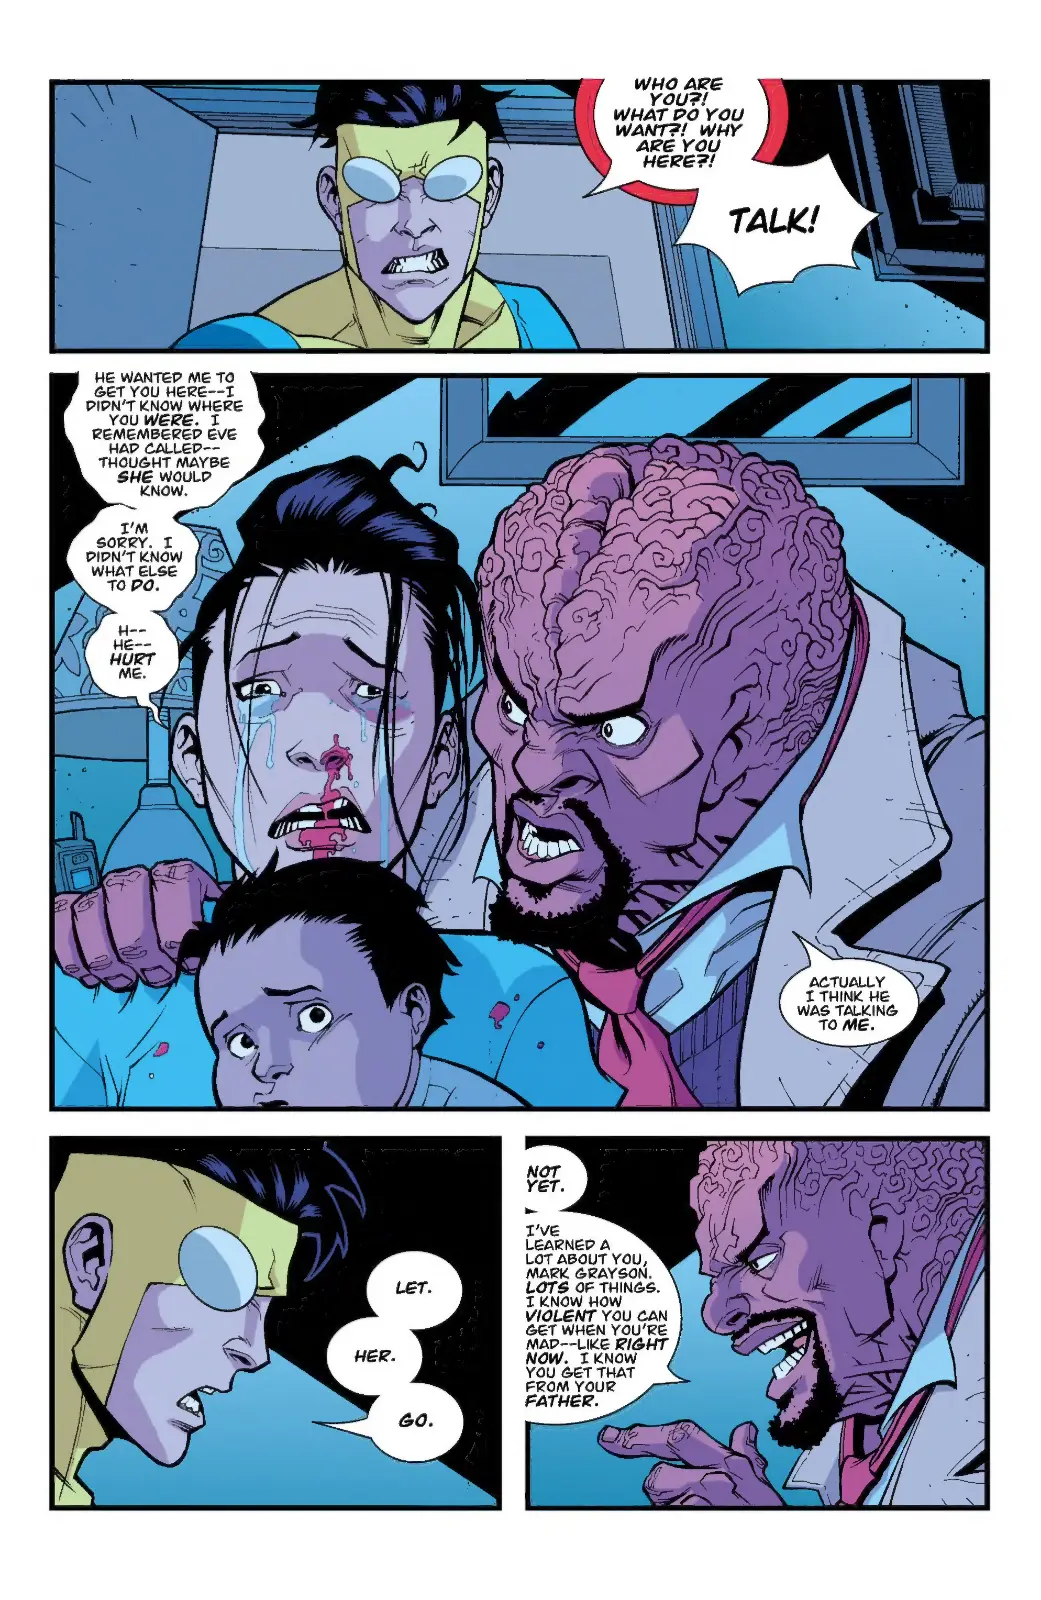 WHO ARE
YOU?!
WHAT DO YOU
WANT?! WHY
ARE YOU
HERE?!
TALK!
HE WANTED ME TO
GET YOU HERE--I
DIDN'T KNOW WHERE
YOU WERE. I
REMEMBERED EVE
HAD CALLED--
THOUGHT MAYBE
SHE WOULD
KNOW.
I'M
SORRY. I
DIDN'T KNOW
WHAT ELSE
TO DO.
H--
HE--
HURT
ME.
ACTUALLY
I THINK HE
WAS TALKING
TO ME.
LET.
HER.
GO.
NOT
YET.
I'VE
LEARNED A
LOT ABOUT YOU,
MARK GRAYSON.
LOTS OF THINGS.
I KNOW HOW
VIOLENT YOU CAN
GET WHEN YOU'RE
MAD--LIKE RIGHT
NOW. I KNOW
YOU GET THAT
FROM YOUR
FATHER.